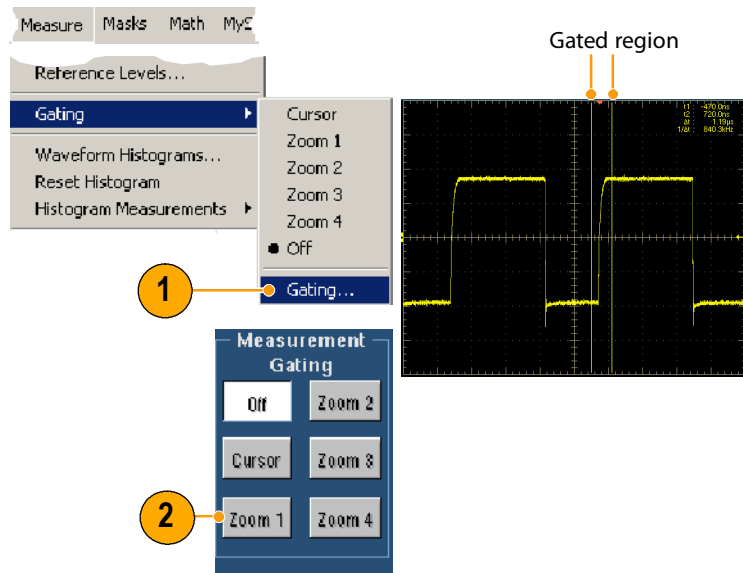 Measure Masks Math MyS
Reference Levels...
Gating
Waveform Histograms...
Reset Histogram
Histogram Measurements
Cursor
Zoom 1
Zoom 2
Zoom 3
Zoom 4
Off
Gating...
1
Gated region
t1 : -470.0ns
t2 : 720.0ns
Δt : 1.19µs
1/Δt : 840.3kHz
Measurement
Gating
Off Zoom 2
Cursor Zoom 3
2
Zoom 1 Zoom 4